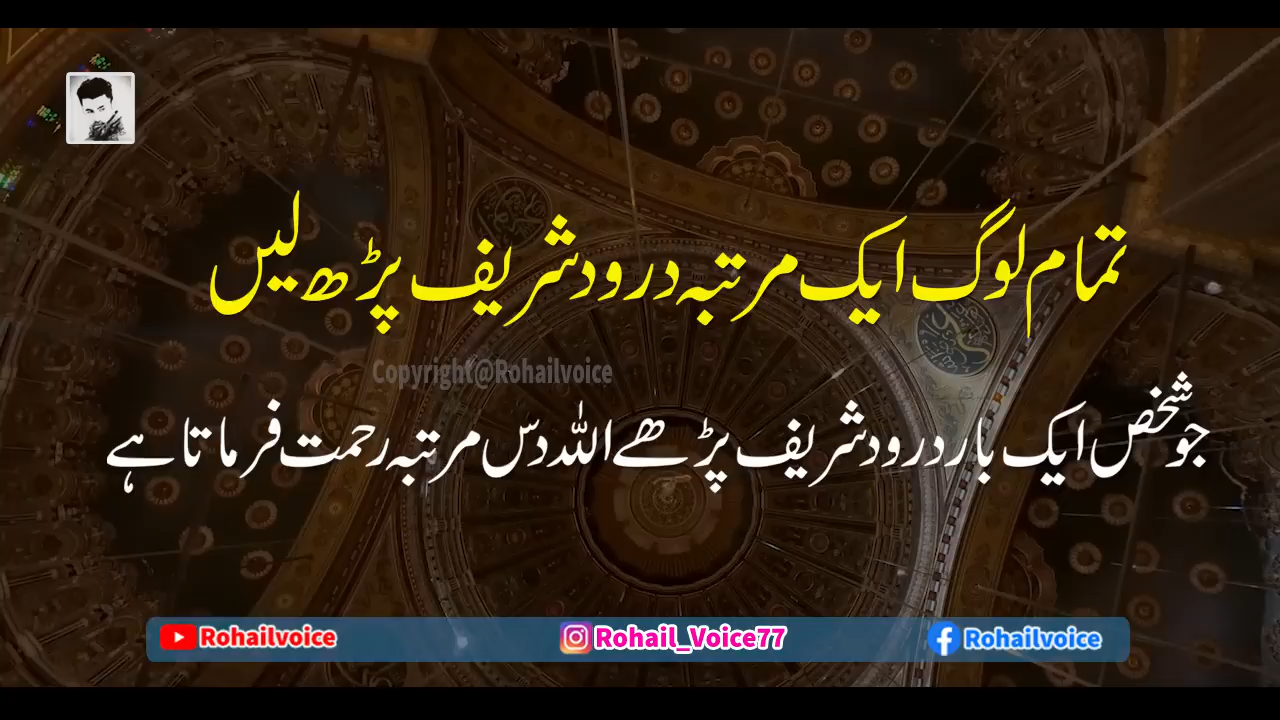 تمام لوگ ایک مرتبہ درود شریف پڑھ لیں
Copyright@Rohailvoice
جو شخص ایک بار درود شریف پڑھے اللہ دس مرتبہ رحمت فرماتا ہے
Rohailvoice Rohail_Voice77 Rohailvoice